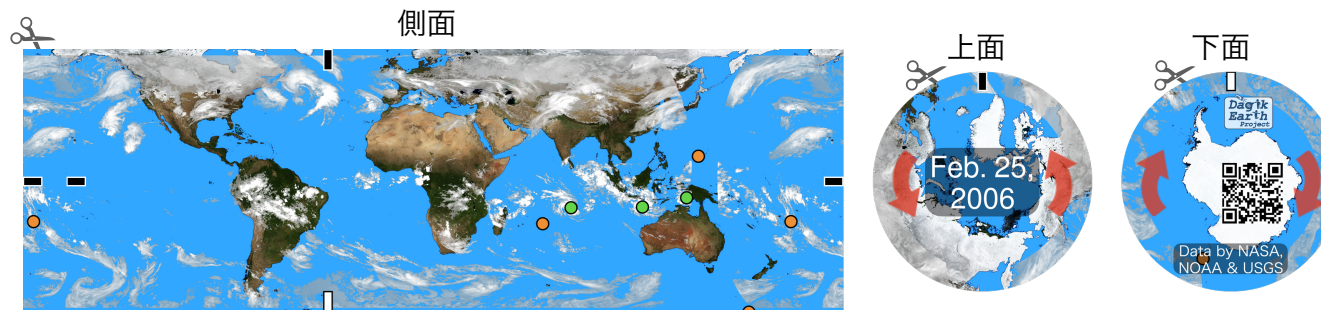 側面
上面
下面
Feb. 25,
2006
Dagik
Earth
Project
Data by NASA,
NOAA & USGS